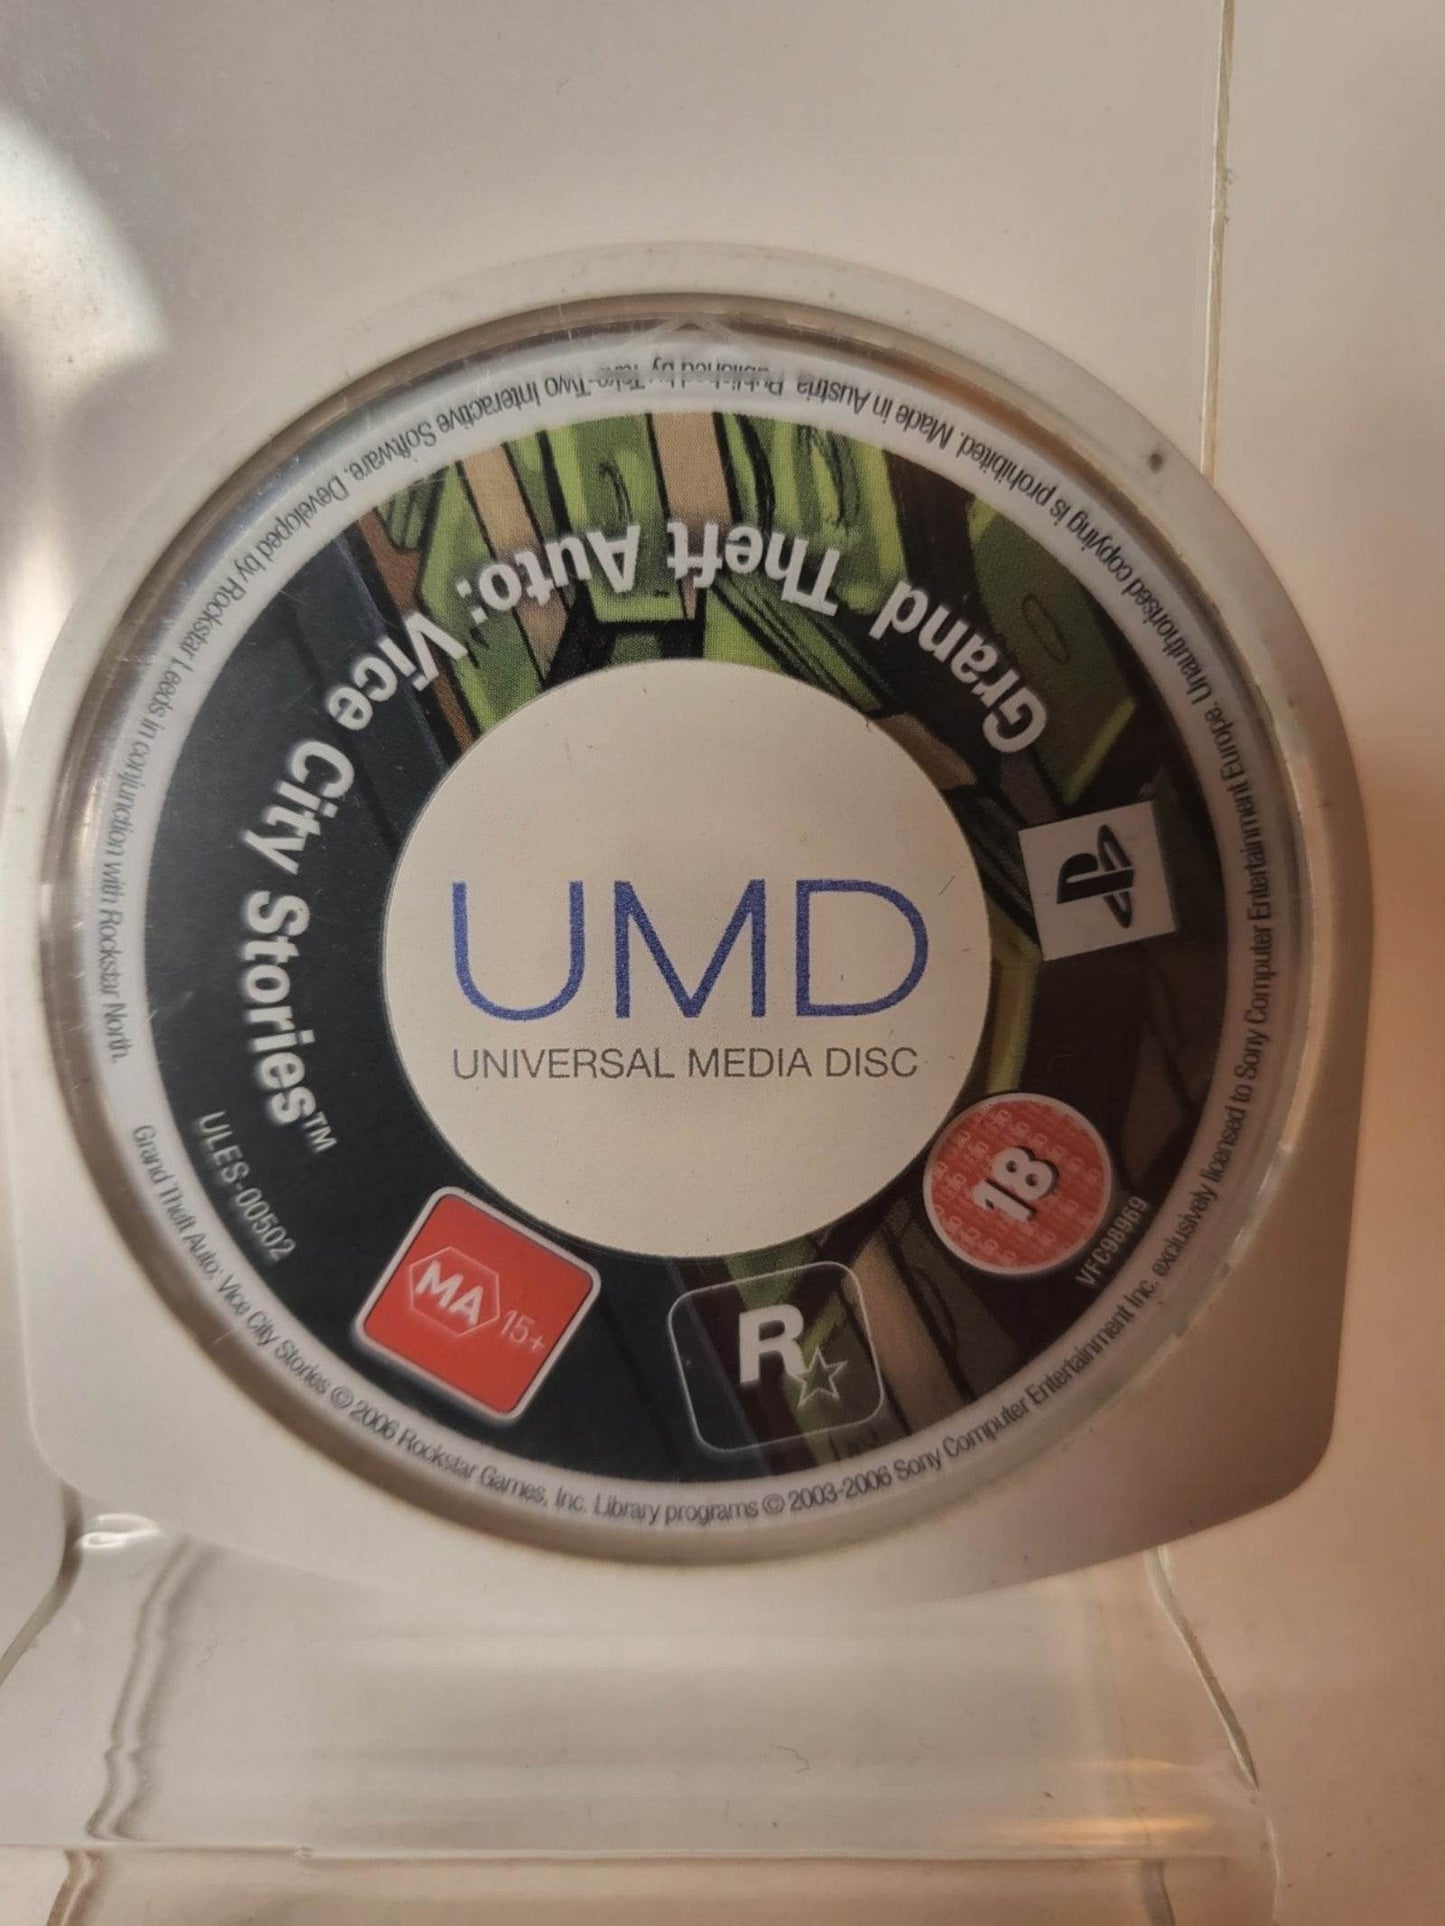 Grand Theft Auto: Vice City Stories™
UMD
UNIVERSAL MEDIA DISC
18
VFC98969
R
MA 15+
ULES-00502
Grand Theft Auto: Vice City Stories © 2006 Rockstar Games, Inc. Library programs © 2003-2006 Sony Computer Entertainment Inc. exclusively licensed to Sony Computer Entertainment Europe. Unauthorised copying is prohibited. Made in Austria. Published by Take-Two Interactive Software. Developed by Rockstar Leeds in conjunction with Rockstar North.